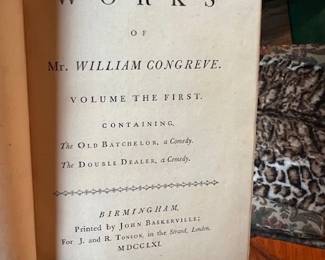 WORKS
OF
Mr. WILLIAM CONGREVE.
VOLUME THE FIRST.
CONTAINING,
The OLD BATCHELOR, a Comedy.
The DOUBLE DEALER, a Comedy.
BIRMINGHAM,
Printed by JOHN BASKERVILLE;
For J. and R. TONSON, in the Strand, London.
MDCCLXI.